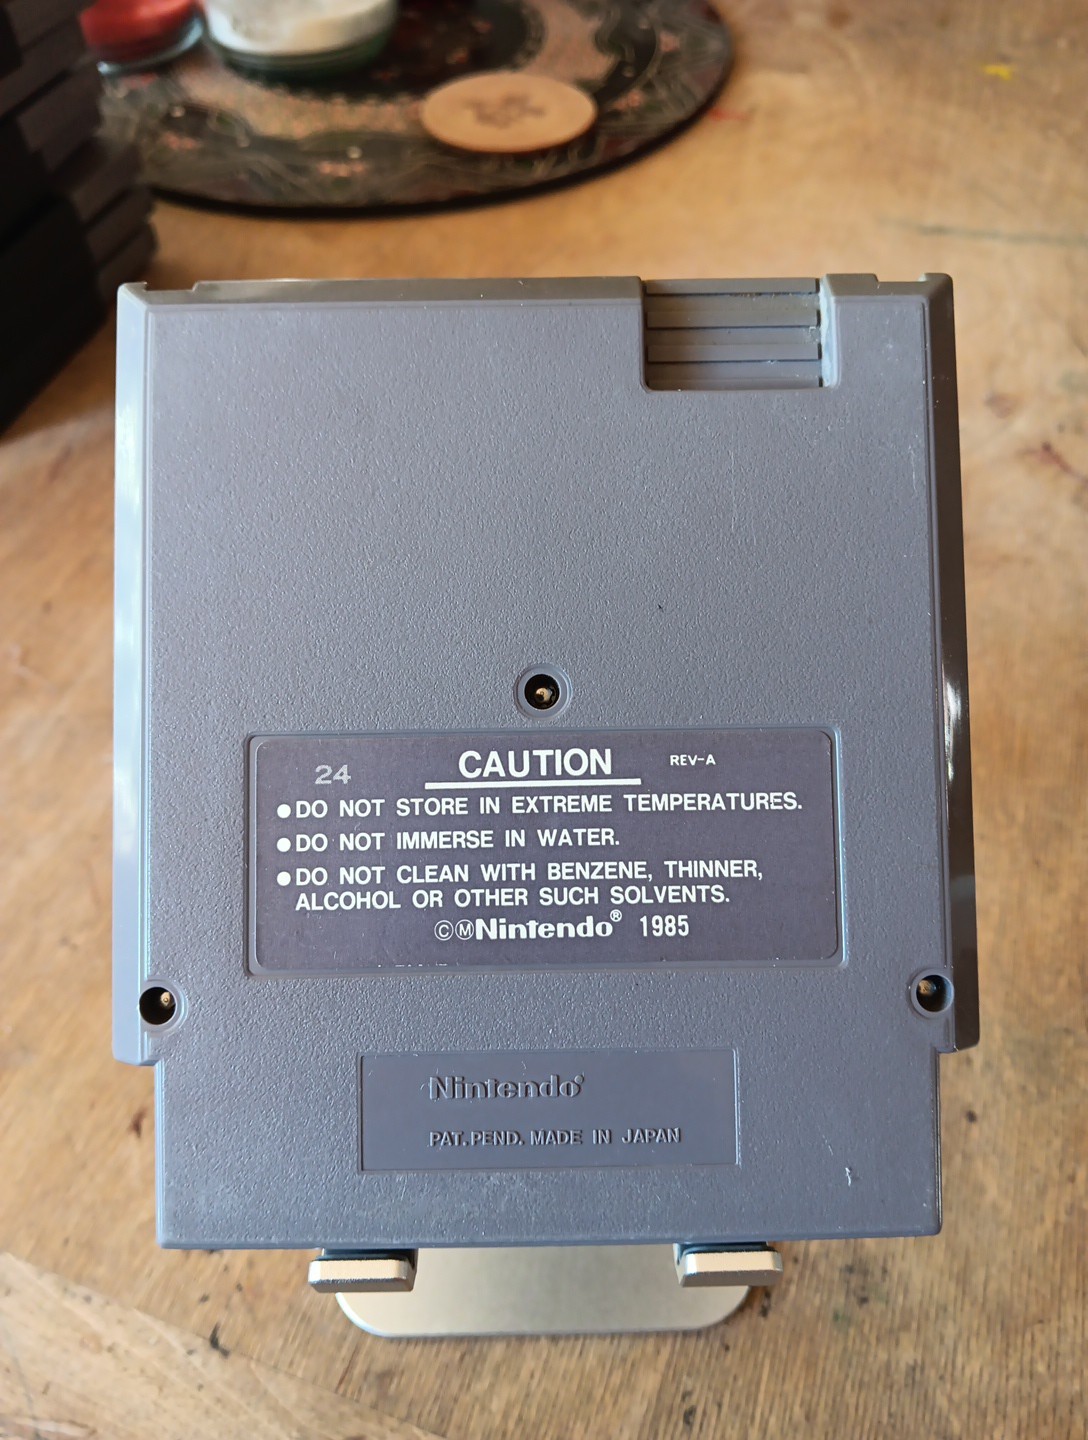 24 CAUTION REV-A
●DO NOT STORE IN EXTREME TEMPERATURES.
●DO NOT IMMERSE IN WATER.
●DO NOT CLEAN WITH BENZENE, THINNER,
ALCOHOL OR OTHER SUCH SOLVENTS.
ⒸⓂNintendo® 1985
Nintendo®
PAT. PEND. MADE IN JAPAN